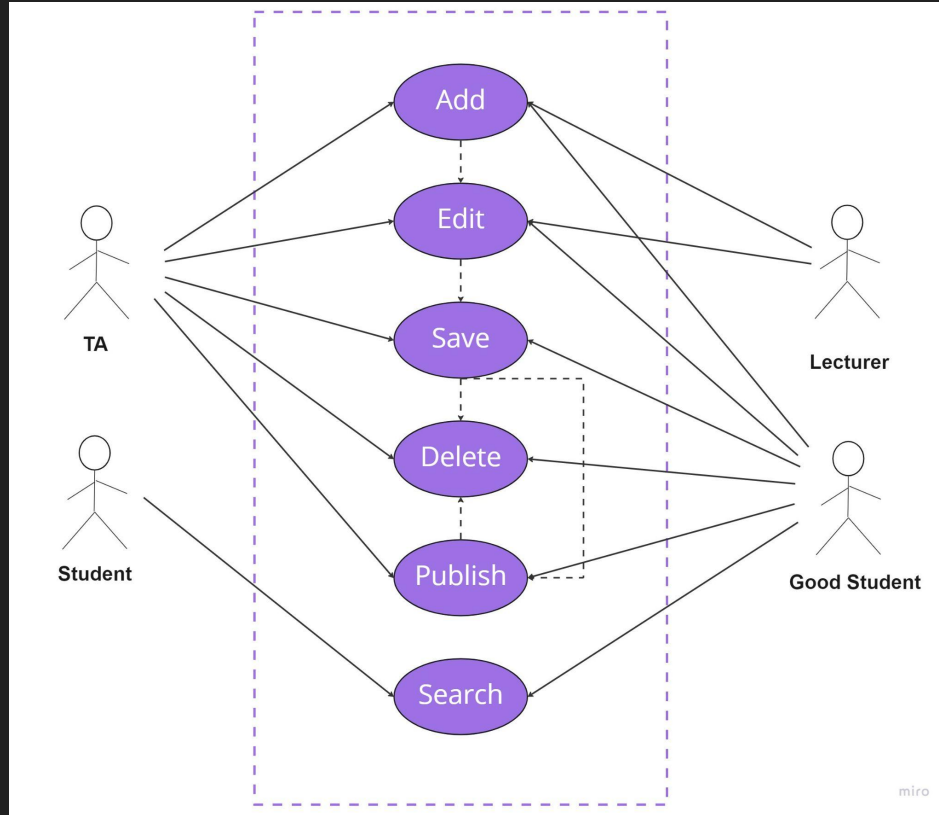 Add
Edit
Save
Delete
Publish
Search
TA
Student
Lecturer
Good Student
miro